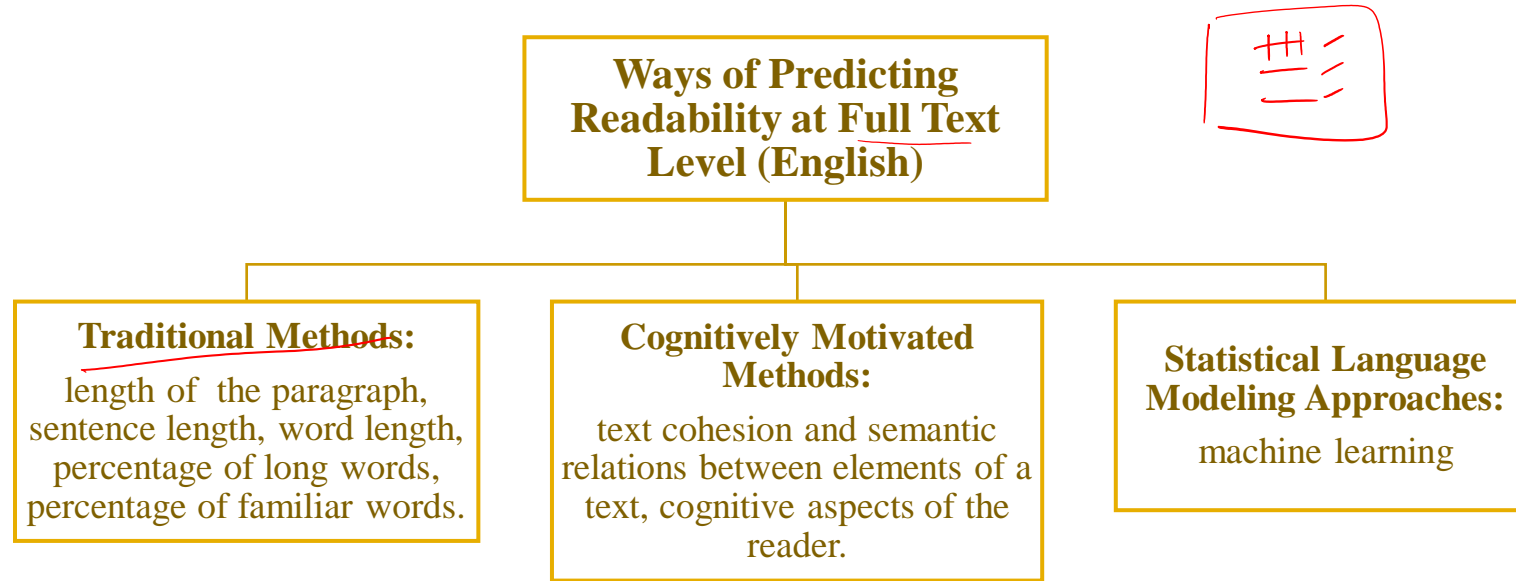 Ways of Predicting
Readability at Full Text
Level (English)
Traditional Methods:
length of the paragraph,
sentence length, word length,
percentage of long words,
percentage of familiar words.
Cognitively Motivated
Methods:
text cohesion and semantic
relations between elements of a
text, cognitive aspects of the
reader.
Statistical Language
Modeling Approaches:
machine learning